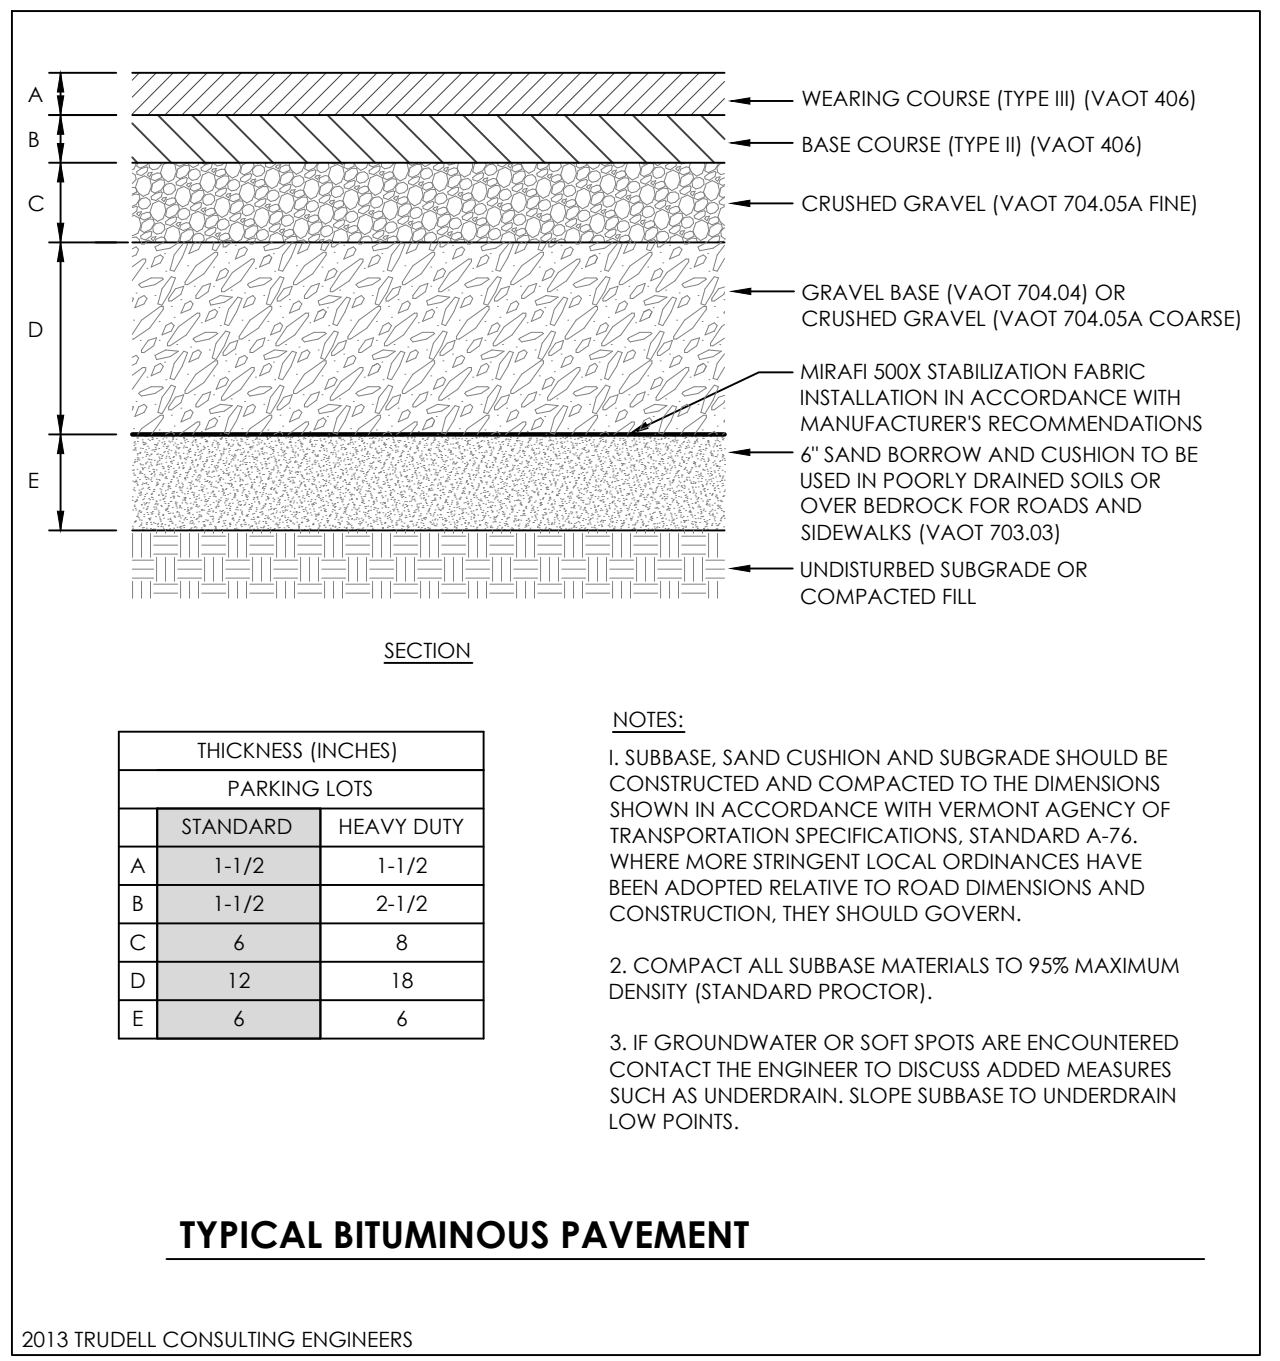 A
WEARING COURSE (TYPE III) (VAOT 406)
B
BASE COURSE (TYPE II) (VAOT 406)
C
CRUSHED GRAVEL (VAOT 704.05A FINE)
D
GRAVEL BASE (VAOT 704.04) OR
CRUSHED GRAVEL (VAOT 704.05A COARSE)
MIRAFI 500X STABILIZATION FABRIC
INSTALLATION IN ACCORDANCE WITH
MANUFACTURER'S RECOMMENDATIONS
E
6" SAND BORROW AND CUSHION TO BE
USED IN POORLY DRAINED SOILS OR
OVER BEDROCK FOR ROADS AND
SIDEWALKS (VAOT 703.03)
UNDISTURBED SUBGRADE OR
COMPACTED FILL
SECTION
THICKNESS (INCHES)
PARKING LOTS
STANDARD HEAVY DUTY
A 1-1/2 1-1/2
B 1-1/2 2-1/2
C 6 8
D 12 18
E 6 6
NOTES:
I. SUBBASE, SAND CUSHION AND SUBGRADE SHOULD BE
CONSTRUCTED AND COMPACTED TO THE DIMENSIONS
SHOWN IN ACCORDANCE WITH VERMONT AGENCY OF
TRANSPORTATION SPECIFICATIONS, STANDARD A-76.
WHERE MORE STRINGENT LOCAL ORDINANCES HAVE
BEEN ADOPTED RELATIVE TO ROAD DIMENSIONS AND
CONSTRUCTION, THEY SHOULD GOVERN.
2. COMPACT ALL SUBBASE MATERIALS TO 95% MAXIMUM
DENSITY (STANDARD PROCTOR).
3. IF GROUNDWATER OR SOFT SPOTS ARE ENCOUNTERED
CONTACT THE ENGINEER TO DISCUSS ADDED MEASURES
SUCH AS UNDERDRAIN. SLOPE SUBBASE TO UNDERDRAIN
LOW POINTS.
TYPICAL BITUMINOUS PAVEMENT
2013 TRUDELL CONSULTING ENGINEERS